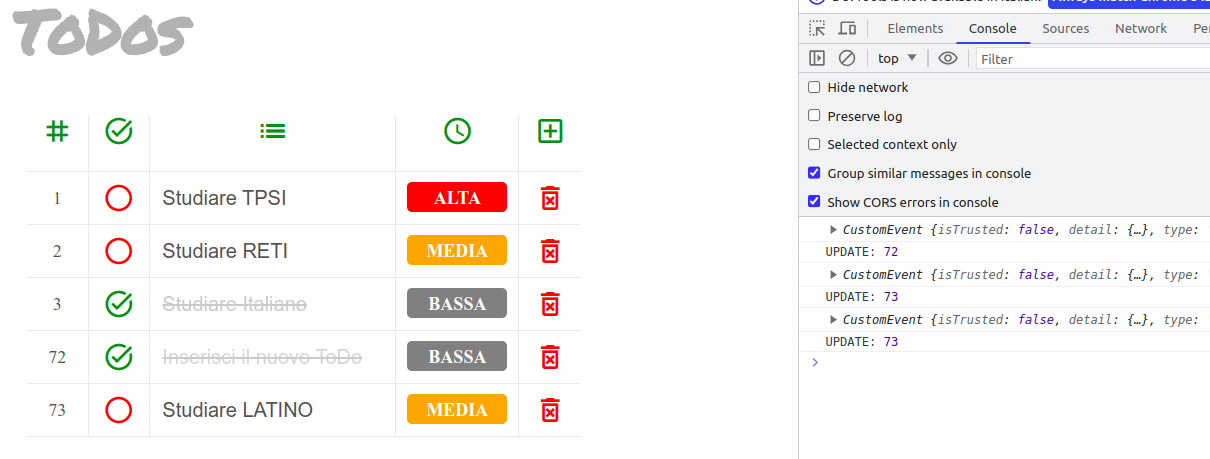 ToDos
#
1 Studiare TPSI ALTA
2 Studiare RETI MEDIA
3 Studiare Italiano BASSA
72 Inserisci il nuovo ToDo BASSA
73 Studiare LATINO MEDIA
Elements Console Sources Network
top Filter
Hide network
Preserve log
Selected context only
Group similar messages in console
Show CORS errors in console
▶ CustomEvent {isTrusted: false, detail: {…}, type:
UPDATE: 72
▶ CustomEvent {isTrusted: false, detail: {…}, type:
UPDATE: 73
▶ CustomEvent {isTrusted: false, detail: {…}, type:
UPDATE: 73
>